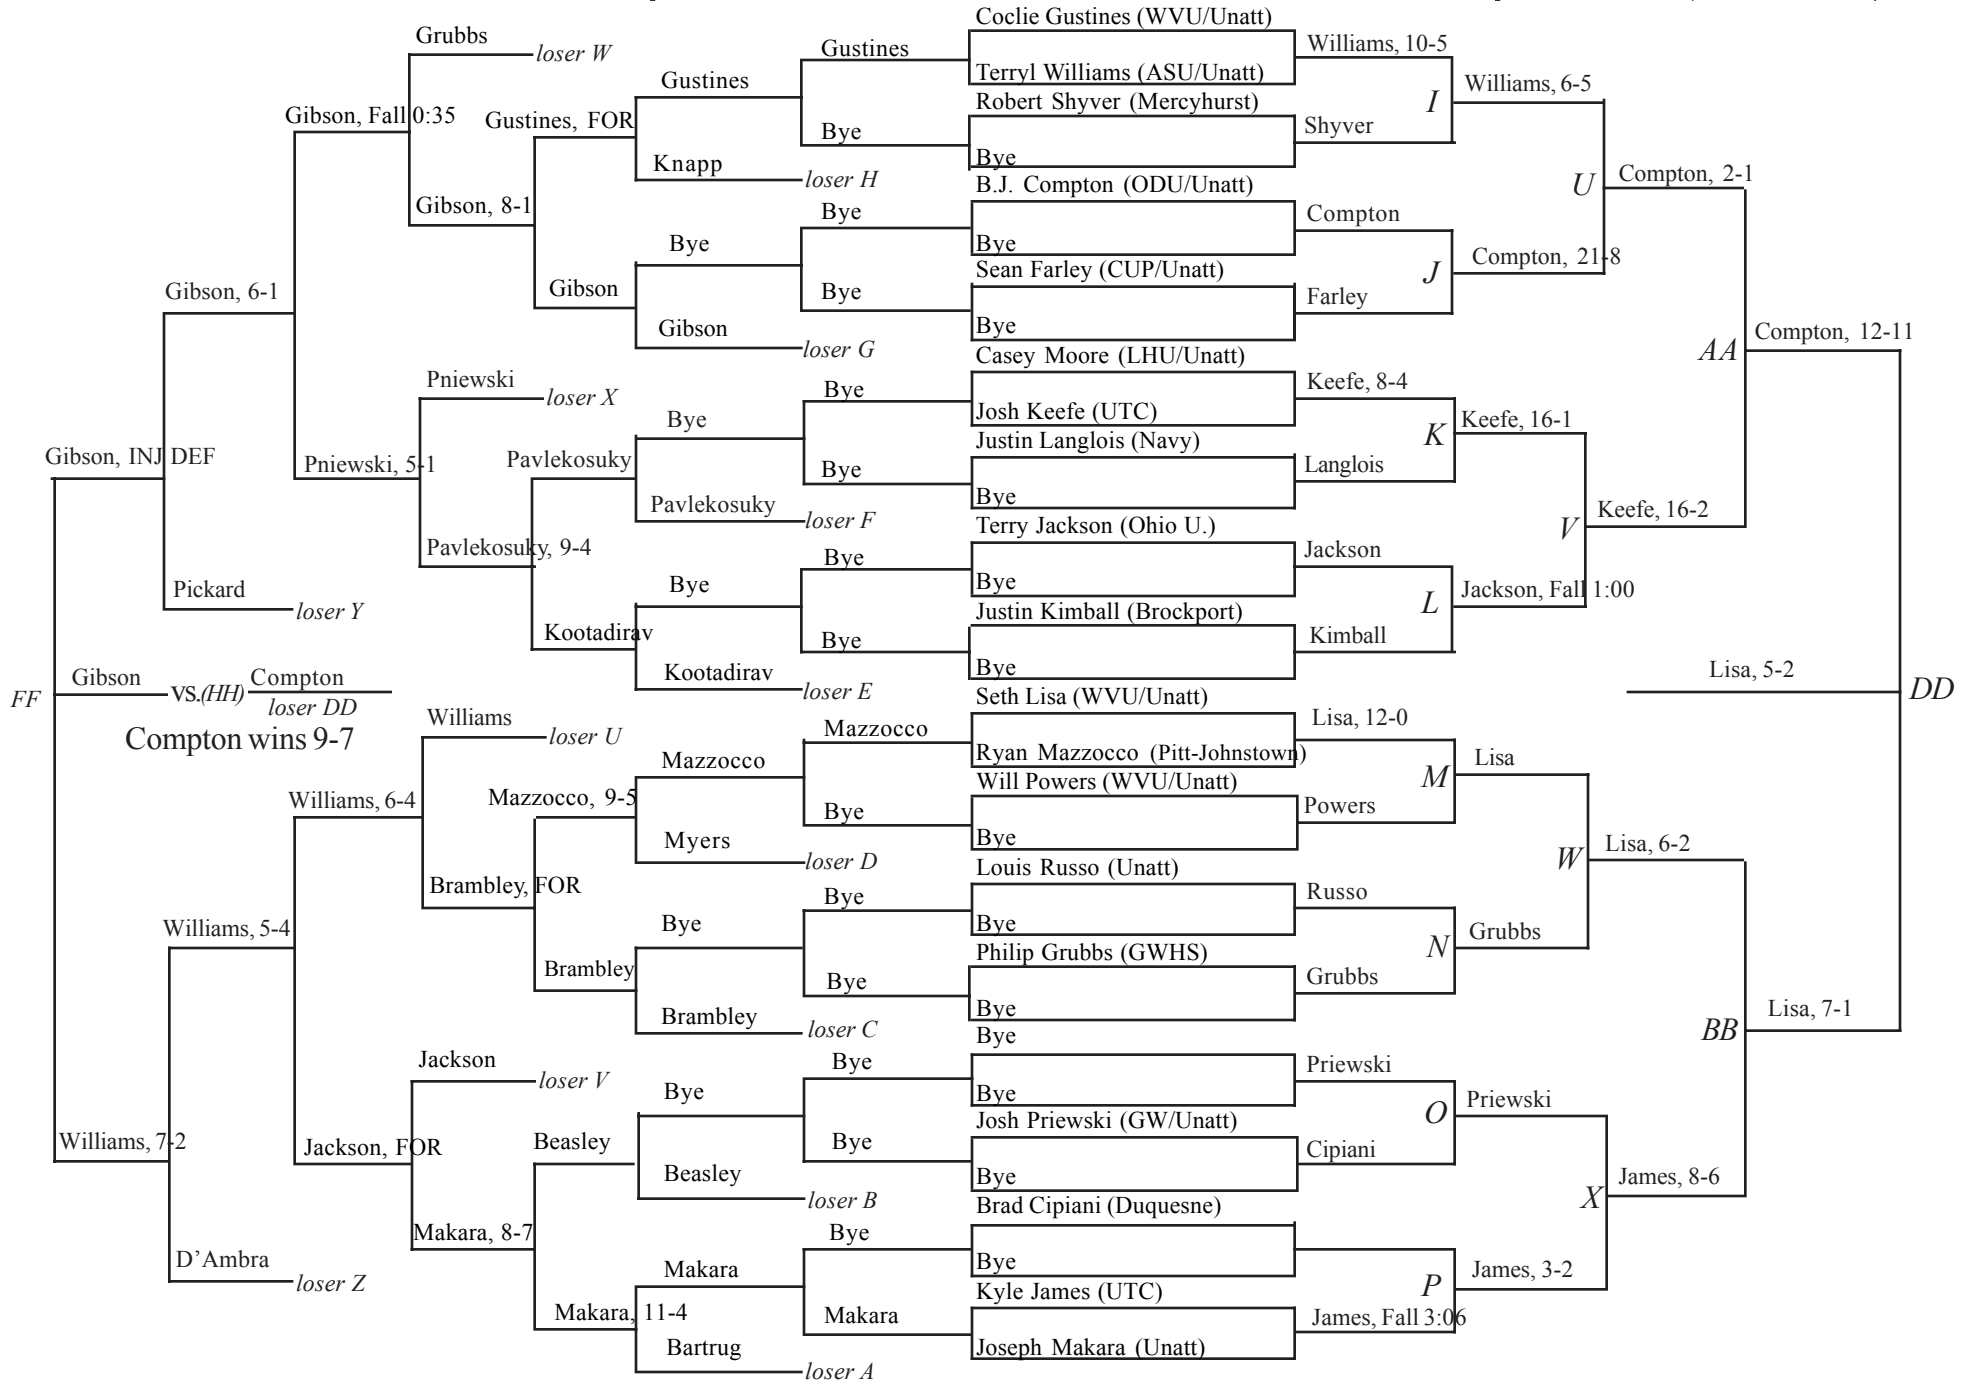 Coclie Gustines (WVU/Unatt)
Grubbs
loser W
Gustines
Williams, 10-5
Terryl Williams (ASU/Unatt)
Gustines
Williams, 6-5
Robert Shyver (Mercyhurst)
I
Gibson, Fall 0:35
Gustines, FOR
Bye
Shyver
Bye
Knapp
loser H
Compton, 2-1
B.J. Compton (ODU/Unatt)
U
Gibson, 8-1
Bye
Compton
Bye
Bye
Compton, 21-8
Sean Farley (CUP/Unatt)
J
Gibson, 6-1
Gibson
Bye
Farley
Gibson
Bye
Compton, 12-11
loser G
AA
Casey Moore (LHU/Unatt)
Pniewski
loser X
Bye
Keefe, 8-4
Josh Keefe (UTC)
Bye
Keefe, 16-1
Justin Langlois (Navy)
K
Gibson, INJ DEF
Pniewski, 5-1
Pavlekosuky
Bye
Langlois
Bye
Pavlekosuky
loser F
Keefe, 16-2
Terry Jackson (Ohio U.)
V
Pavlekosuky, 9-4
Bye
Jackson
Pickard
loser Y
Bye
Bye
Jackson, Fall 1:00
L
Justin Kimball (Brockport)
Kootadirav
Bye
Kimball
Kootadirav
Bye
Lisa, 5-2
loser E
FF
Gibson
vs.
(HH)
Compton
loser DD
DD
Seth Lisa (WVU/Unatt)
Compton wins 9-7
Williams
loser U
Mazzocco
Lisa, 12-0
Ryan Mazzocco (Pitt-Johnstown)
Mazzocco
Lisa
Will Powers (WVU/Unatt)
M
Williams, 6-4
Mazzocco, 9-5
Bye
Powers
Myers
Bye
Lisa, 6-2
loser D
W
Louis Russo (Unatt)
Brambley, FOR
Bye
Russo
Williams, 5-4
Bye
Bye
Grubbs
N
Philip Grubbs (GWHS)
Brambley
Bye
Grubbs
Brambley
Bye
loser C
Bye
Lisa, 7-1
BB
Jackson
loser V
Bye
Priewski
Bye
Bye
Priewski
O
Josh Priewski (GW/Unatt)
Williams, 7-2
Jackson, FOR
Beasley
Bye
Cipiani
Beasley
Bye
James, 8-6
loser B
X
Brad Cipiani (Duquesne)
Makara, 8-7
Bye
D’Ambra
loser Z
Makara
Bye
James, 3-2
P
Kyle James (UTC)
Makara, 11-4
Makara
James, Fall 3:06
Bartrug
Joseph Makara (Unatt)
loser A